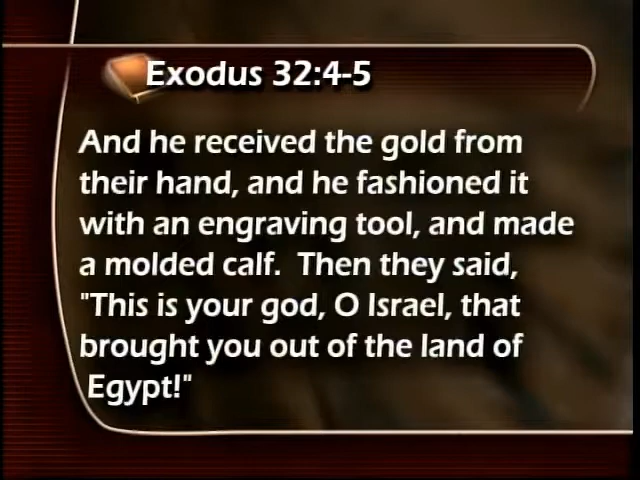 Exodus 32:4-5
And he received the gold from
their hand, and he fashioned it
with an engraving tool, and made
a molded calf.  Then they said,
"This is your god, O Israel, that
brought you out of the land of
Egypt!"